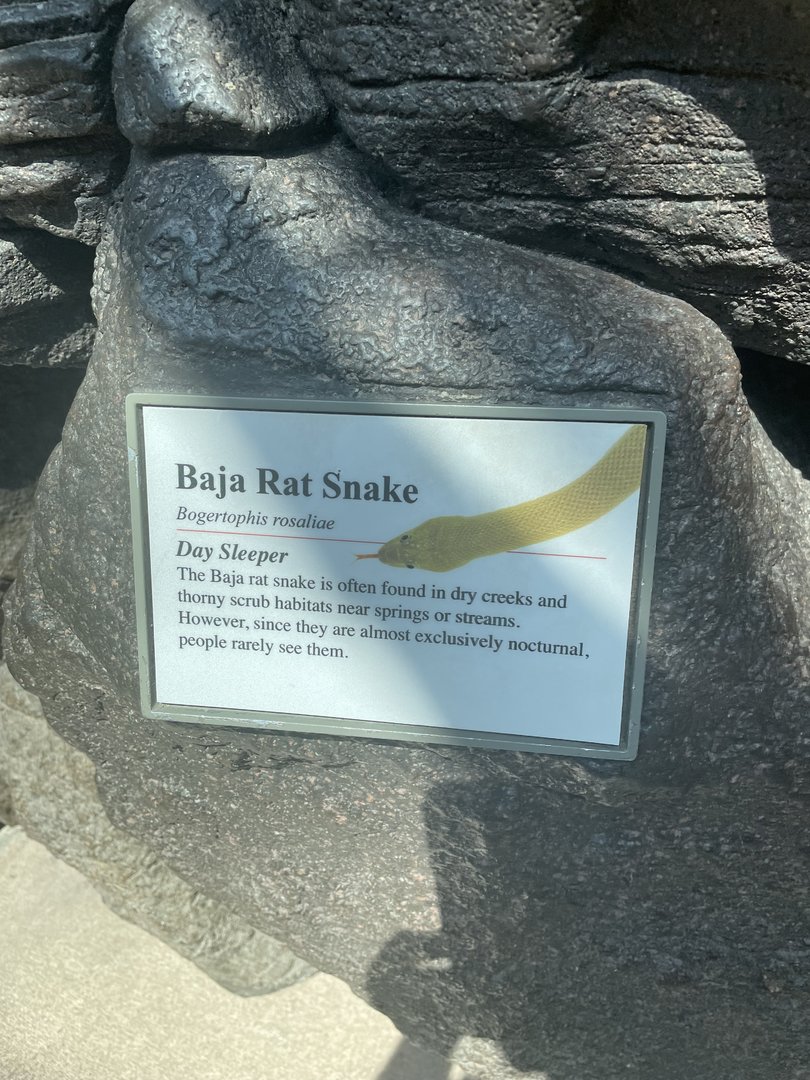 Baja Rat Snake
Bogertophis rosaliae
Day Sleeper
The Baja rat snake is often found in dry creeks and
thorny scrub habitats near springs or streams.
However, since they are almost exclusively nocturnal,
people rarely see them.